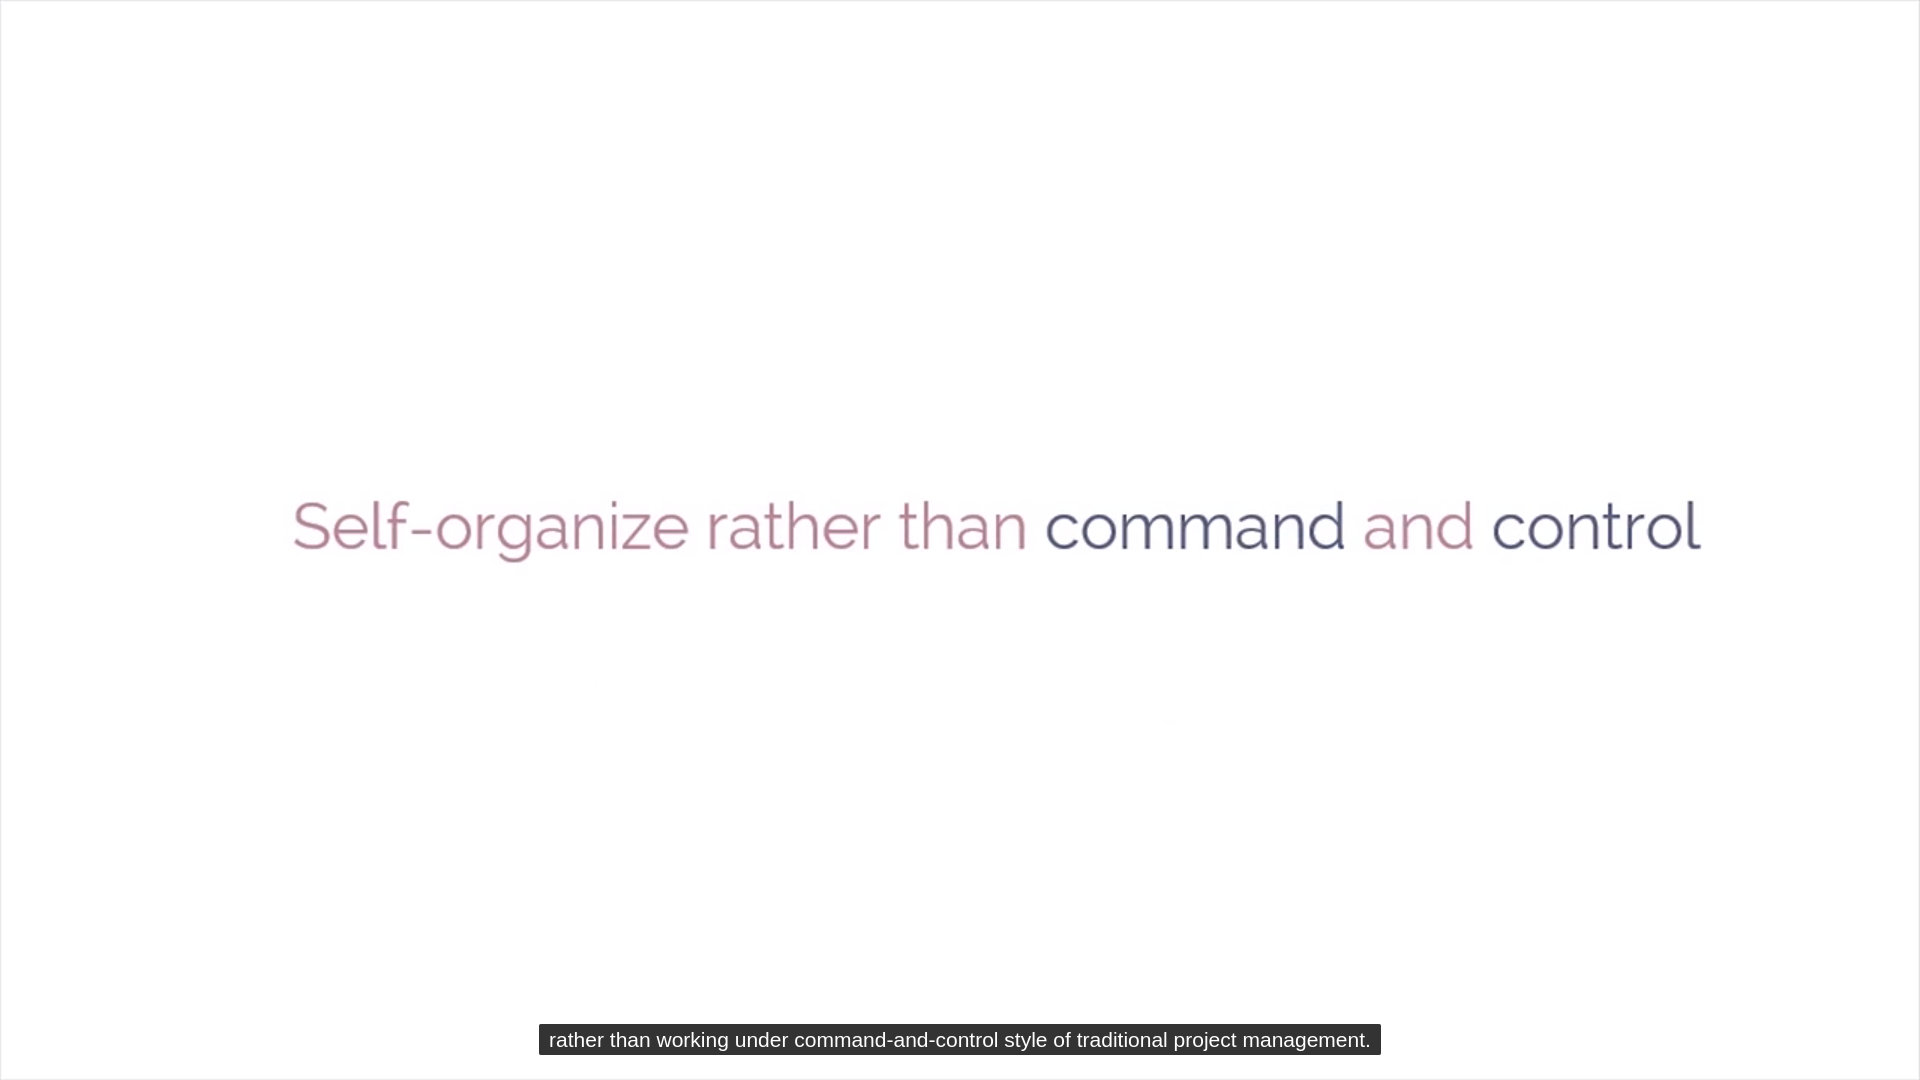 Self-organize rather than command and control
rather than working under command-and-control style of traditional project management.